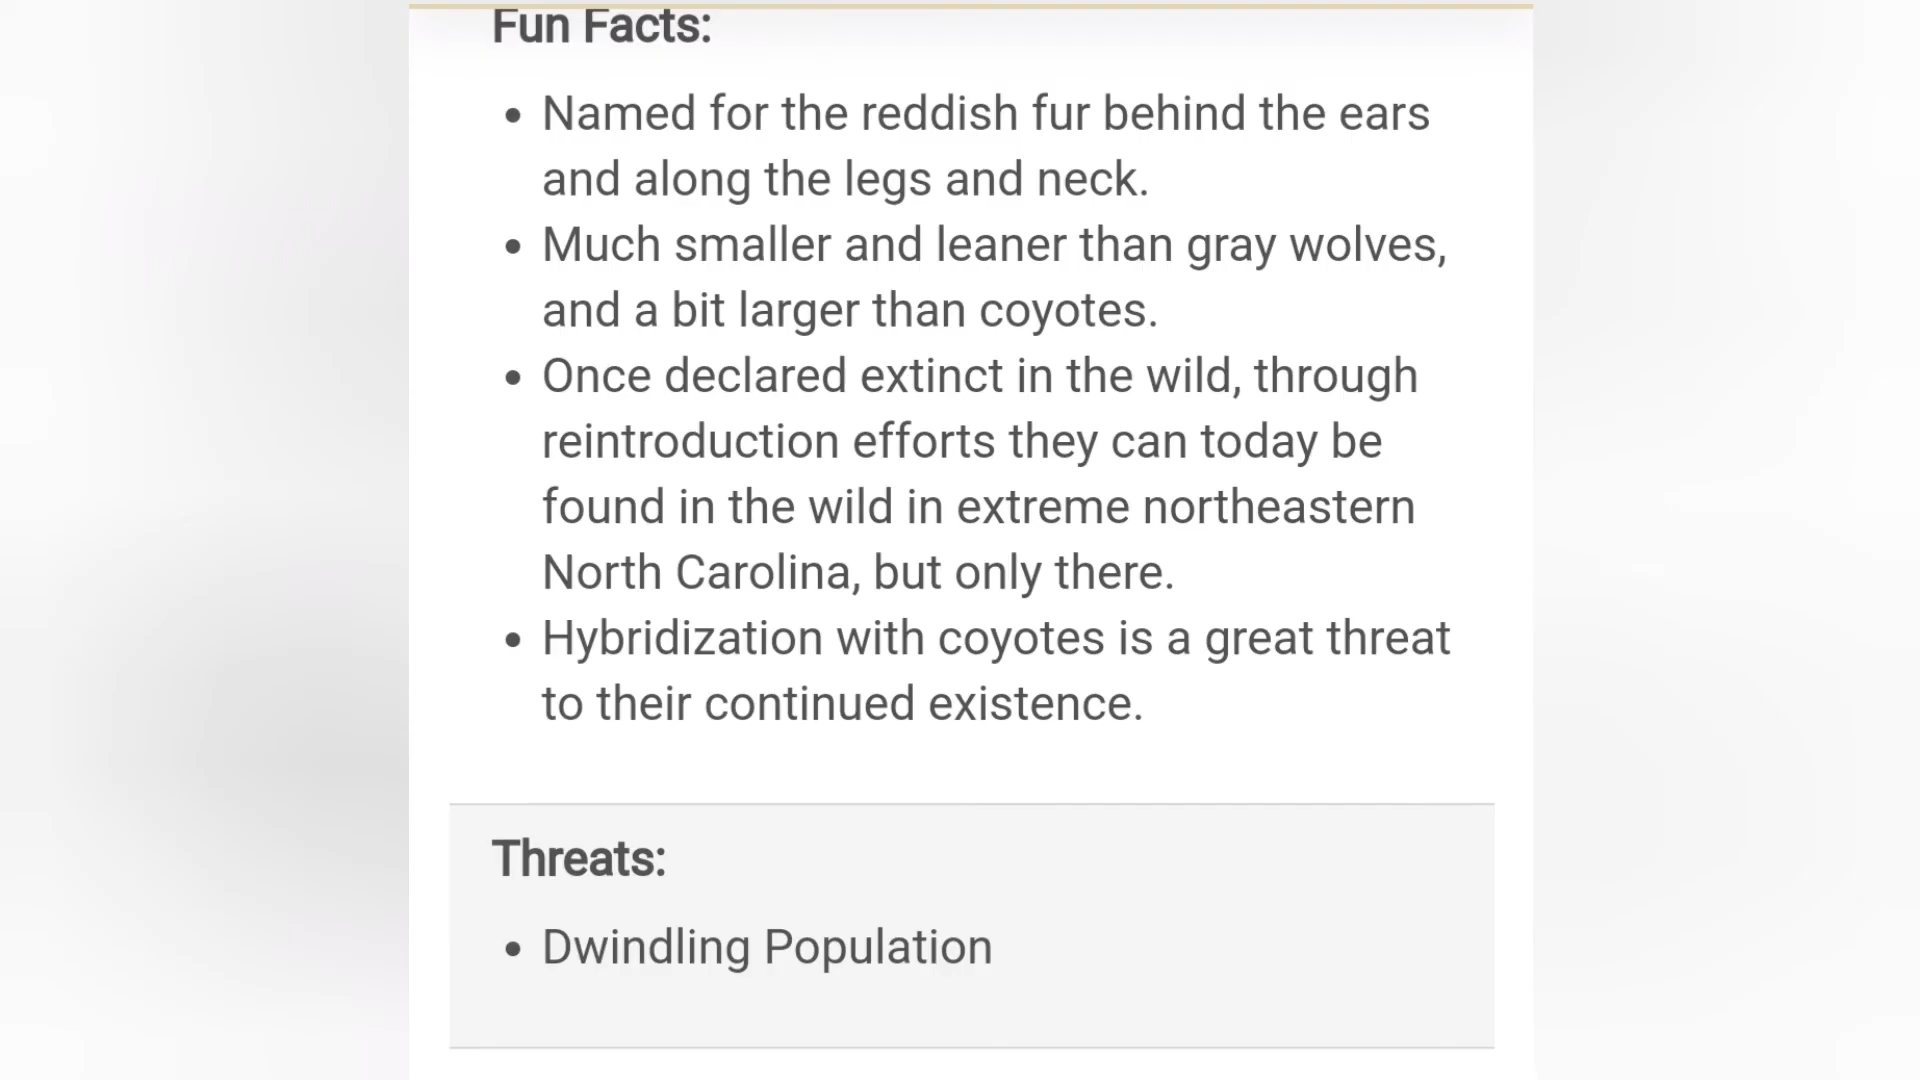 Fun Facts:
Named for the reddish fur behind the ears
and along the legs and neck.
Much smaller and leaner than gray wolves,
and a bit larger than coyotes.
Once declared extinct in the wild, through
reintroduction efforts they can today be
found in the wild in extreme northeastern
North Carolina, but only there.
Hybridization with coyotes is a great threat
to their continued existence.
Threats:
Dwindling Population